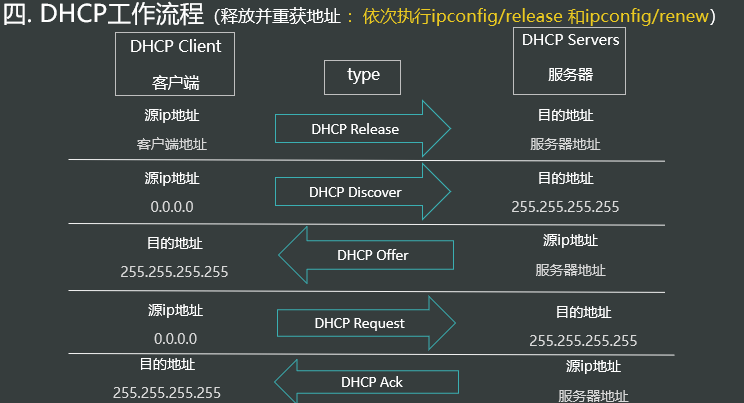 四. DHCP工作流程（释放并重获地址： 依次执行ipconfig/release 和ipconfig/renew）
DHCP Client
客户端
type
DHCP Servers
服务器
源ip地址
客户端地址
DHCP Release
目的地址
服务器地址
源ip地址
0.0.0.0
DHCP Discover
目的地址
255.255.255.255
目的地址
255.255.255.255
DHCP Offer
源ip地址
服务器地址
源ip地址
0.0.0.0
DHCP Request
目的地址
255.255.255.255
目的地址
255.255.255.255
DHCP Ack
源ip地址
服务器地址